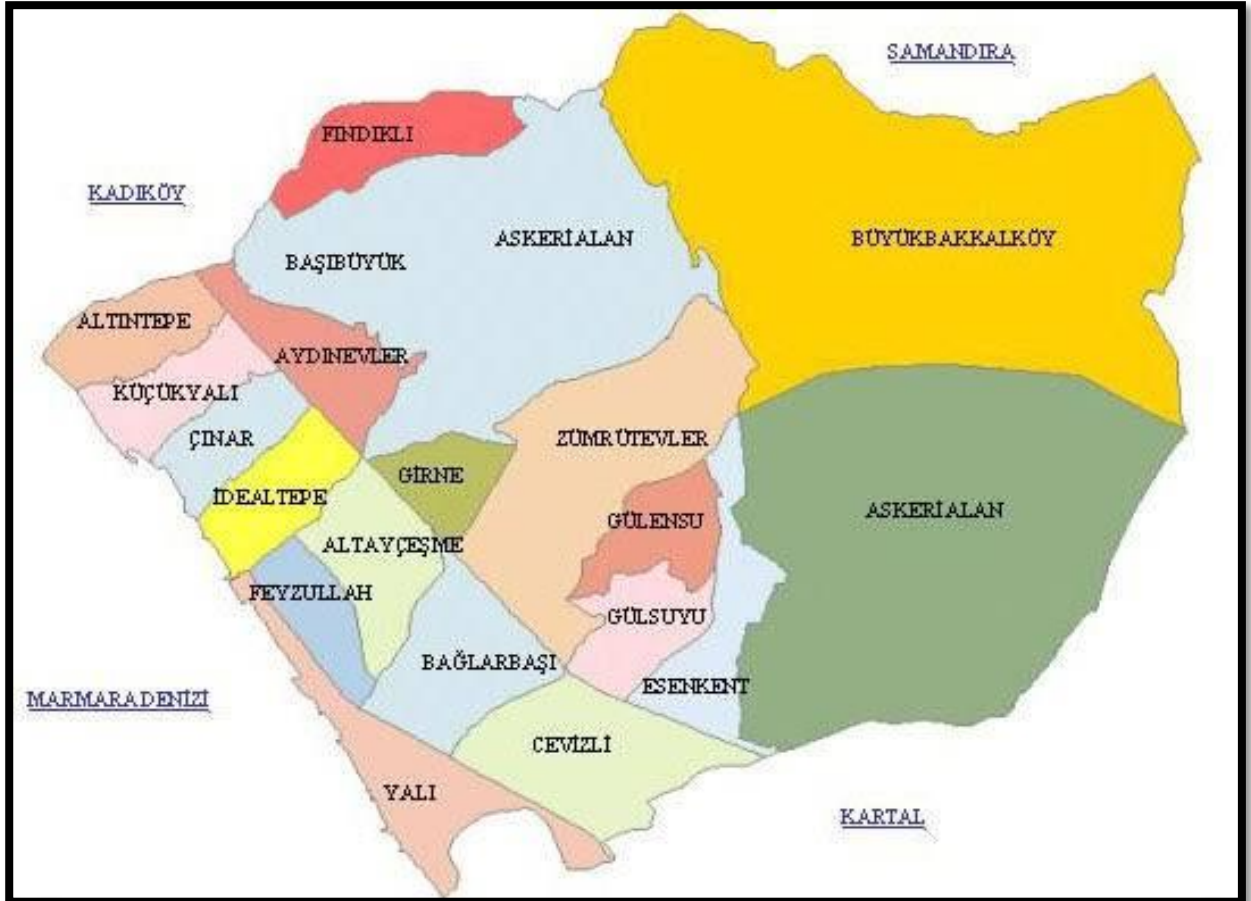 SAMANDIRA
FINDIKLI
KADIKÖY
ASKERİ ALAN
BÜYÜKBAKKALKÖY
BAŞIBÜYÜK
ALTINTEPE
AYDINEVLER
KÜÇÜKYALI
ÇINAR
ZÜMRÜTEVLER
GİRNE
İDEALTEPE
GÜLENSU
ASKERİ ALAN
ALTAYÇEŞME
FEYZULLAH
GÜLSUYU
BAĞLARBAŞI
ESENKENT
MARMARA DENİZİ
CEVİZLİ
YALI
KARTAL